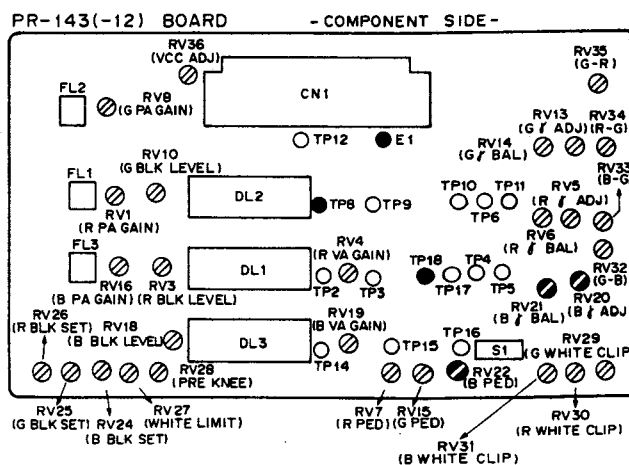 PR-143(-12) BOARD
-COMPONENT SIDE-
RV36
(VCC ADJ)
RV35
(G-R)
FL2
RV8
(G PA GAIN)
CN1
RV13
(G γ ADJ)
RV34
(R-G)
TP12
E1
RV14
(G γ BAL)
RV10
(G BLK LEVEL)
RV33
(B-G)
FL1
DL2
TP8
TP9
TP10
TP11
TP6
RV5
(R γ ADJ)
RV1
(R PA GAIN)
RV6
(R γ BAL)
FL3
RV4
(R VA GAIN)
DL1
TP18
TP4
TP2
TP3
TP17
TP5
RV32
(G-B)
RV16
(B PA GAIN)
RV3
(R BLK LEVEL)
RV21
(B γ BAL)
RV20
(B γ ADJ)
RV26
(R BLK SET)
RV18
(B BLK LEVEL)
RV19
(B VA GAIN)
DL3
TP14
TP15
TP16
S1
RV29
(G WHITE CLIP)
RV28
(PRE KNEE)
RV22
(B PED)
RV25
(G BLK SET)
RV24
(B BLK SET)
RV27
(WHITE LIMIT)
RV7
(R PED)
RV15
(G PED)
RV31
(B WHITE CLIP)
RV30
(R WHITE CLIP)